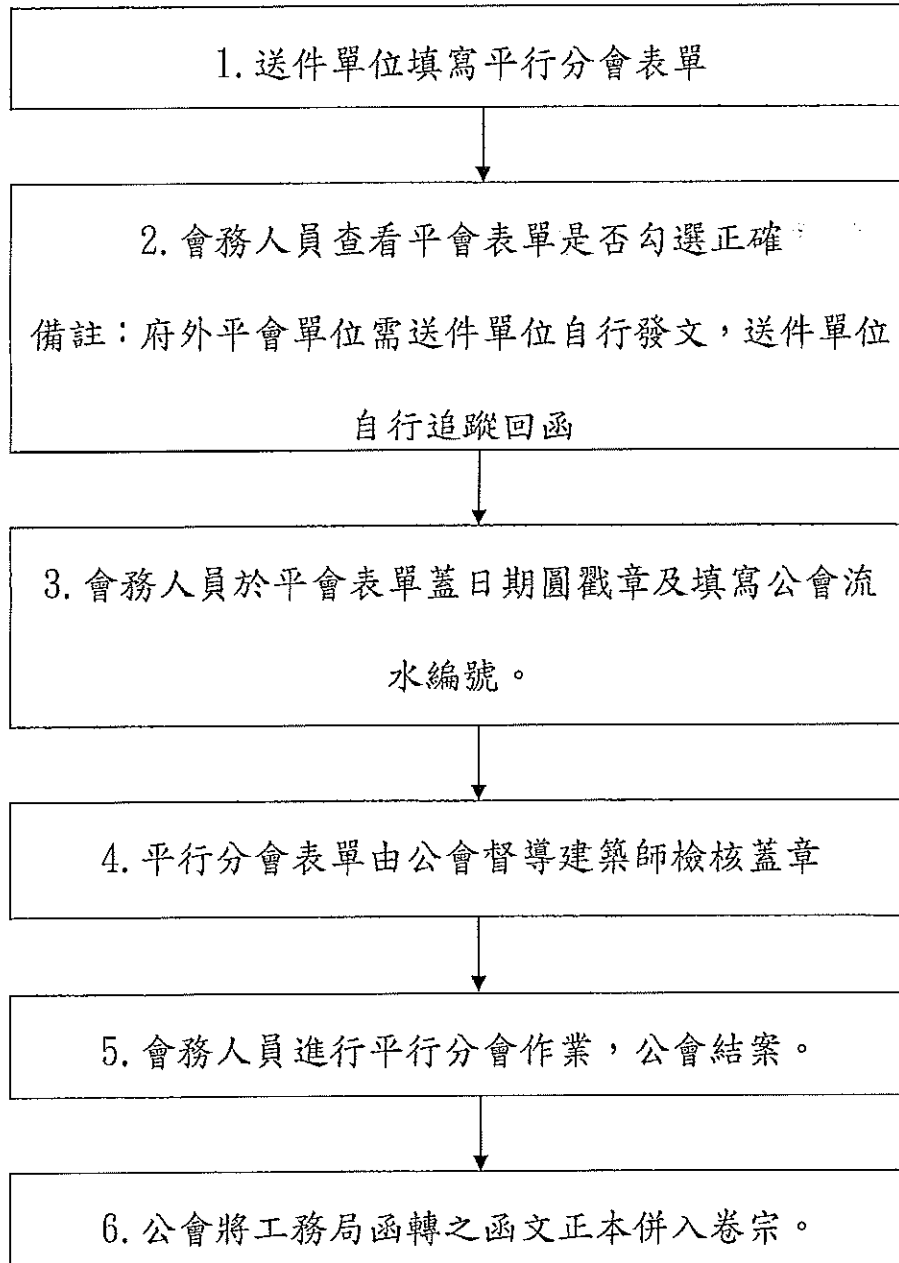 1.送件單位填寫平行分會表單
2.會務人員查看平會表單是否勾選正確
備註：府外平會單位需送件單位自行發文，送件單位
自行追蹤回函
3.會務人員於平會表單蓋日期圓戳章及填寫公會流
水編號。
4.平行分會表單由公會督導建築師檢核蓋章
5.會務人員進行平行分會作業，公會結案。
6.公會將工務局函轉之函文正本併入卷宗。